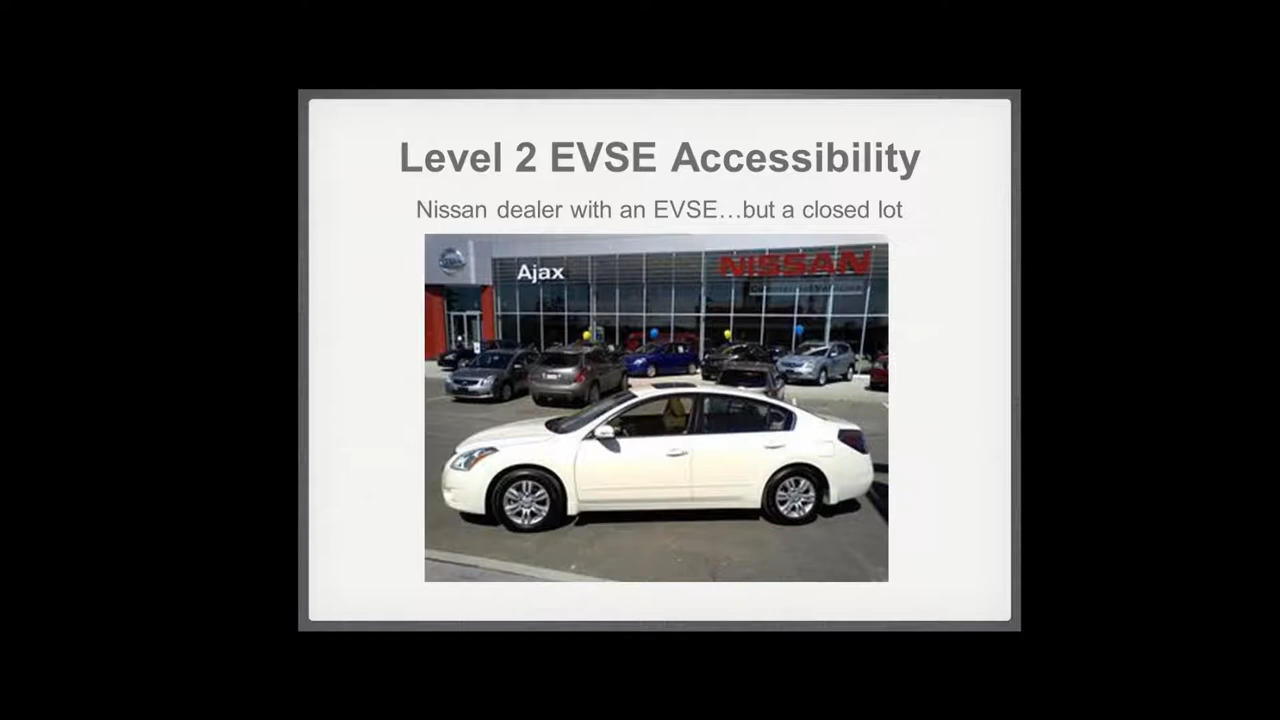 Level 2 EVSE Accessibility
Nissan dealer with an EVSE…but a closed lot
Ajax
NISSAN